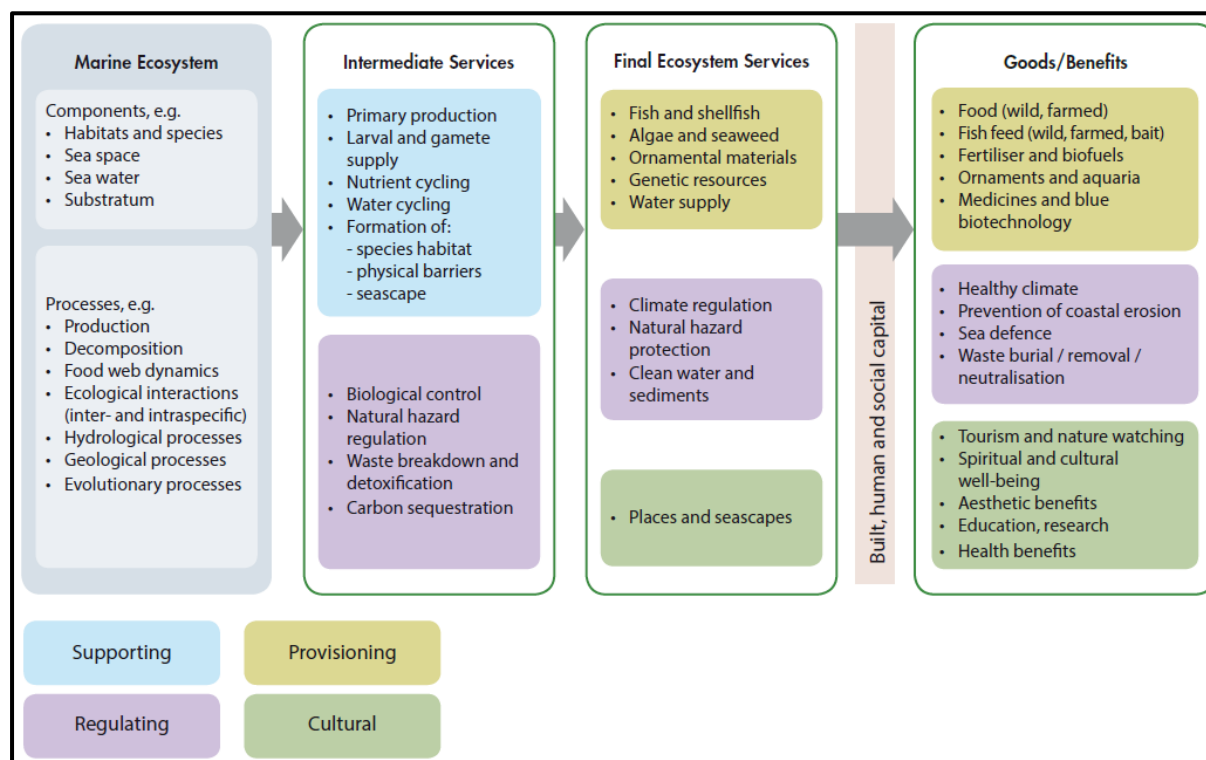 Marine Ecosystem
Components, e.g.
• Habitats and species
• Sea space
• Sea water
• Substratum
Processes, e.g.
• Production
• Decomposition
• Food web dynamics
• Ecological interactions
(inter- and intraspecific)
• Hydrological processes
• Geological processes
• Evolutionary processes
Intermediate Services
• Primary production
• Larval and gamete
supply
• Nutrient cycling
• Water cycling
• Formation of:
- species habitat
- physical barriers
- seascape
• Biological control
• Natural hazard
regulation
• Waste breakdown and
detoxification
• Carbon sequestration
Final Ecosystem Services
• Fish and shellfish
• Algae and seaweed
• Ornamental materials
• Genetic resources
• Water supply
• Climate regulation
• Natural hazard
protection
• Clean water and
sediments
• Places and seascapes
Built, human and social capital
Goods/Benefits
• Food (wild, farmed)
• Fish feed (wild, farmed, bait)
• Fertiliser and biofuels
• Ornaments and aquaria
• Medicines and blue
biotechnology
• Healthy climate
• Prevention of coastal erosion
• Sea defence
• Waste burial / removal /
neutralisation
• Tourism and nature watching
• Spiritual and cultural
well-being
• Aesthetic benefits
• Education, research
• Health benefits
Supporting
Provisioning
Regulating
Cultural